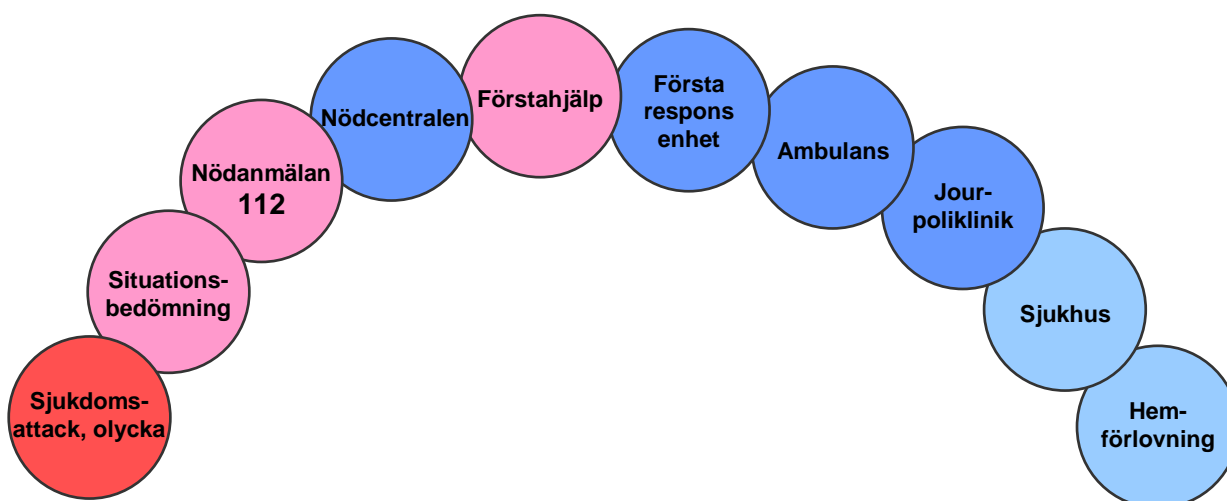 Sjukdoms-
attack, olycka
Situations-
bedömning
Nödanmälan
112
Nödcentralen
Förstahjälp
Första
respons
enhet
Ambulans
Jour-
poliklinik
Sjukhus
Hem-
förlovning